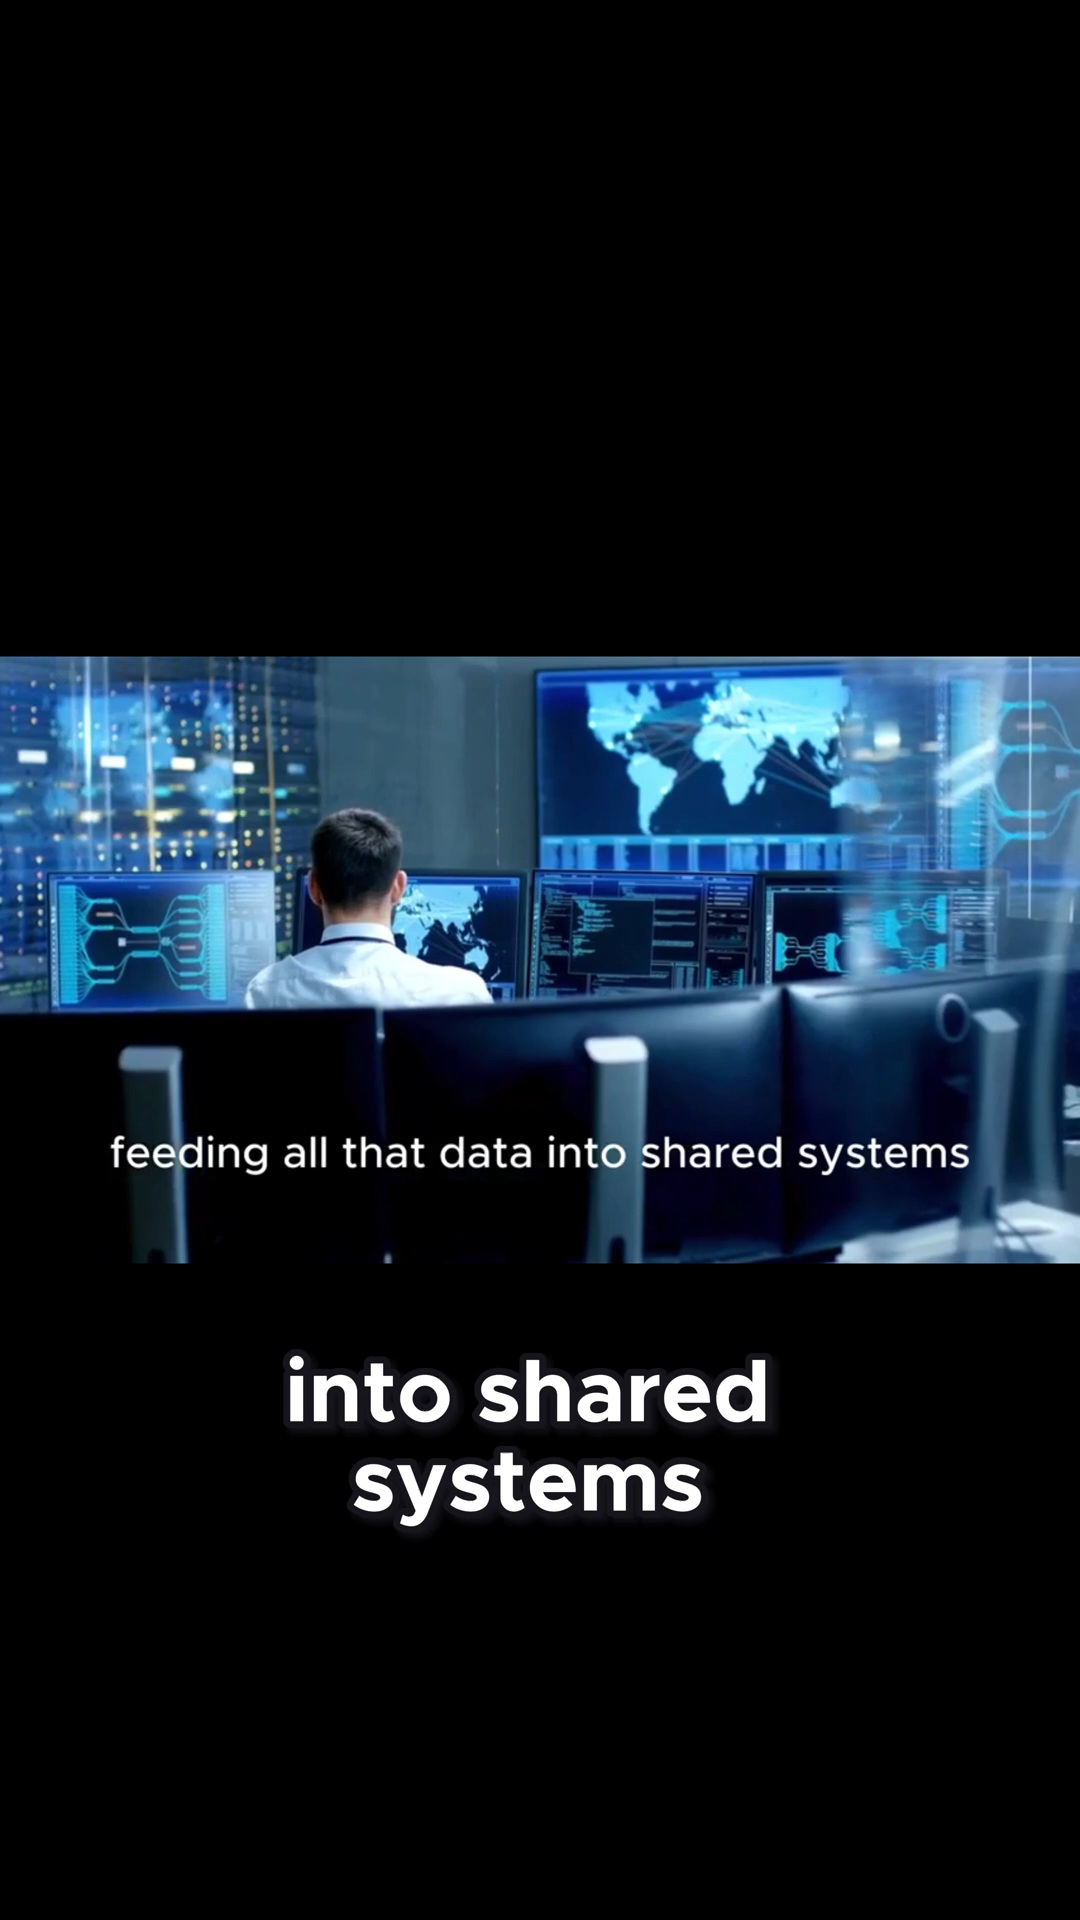 feeding all that data into shared systems
into shared
systems